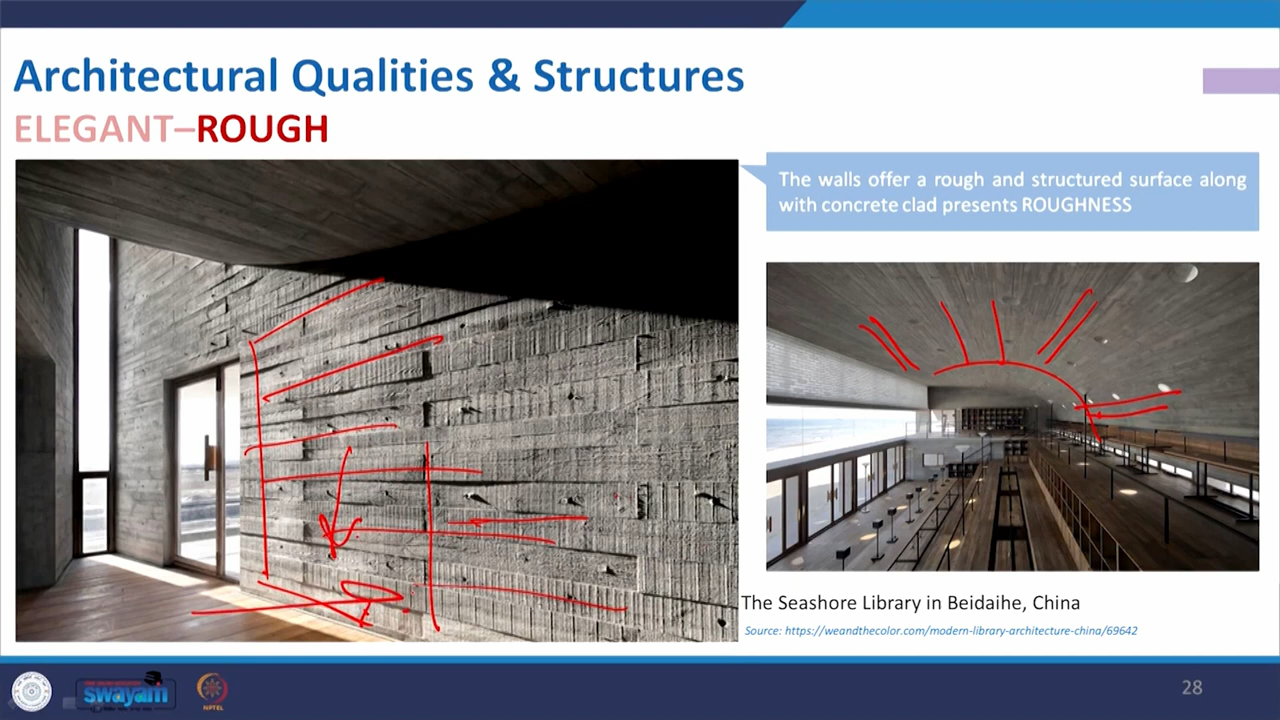 Architectural Qualities & Structures
ELEGANT–ROUGH
The walls offer a rough and structured surface along
with concrete clad presents ROUGHNESS
The Seashore Library in Beidaihe, China
Source: https://weandthecolor.com/modern-library-architecture-china/69642
swayam
NPTEL
28